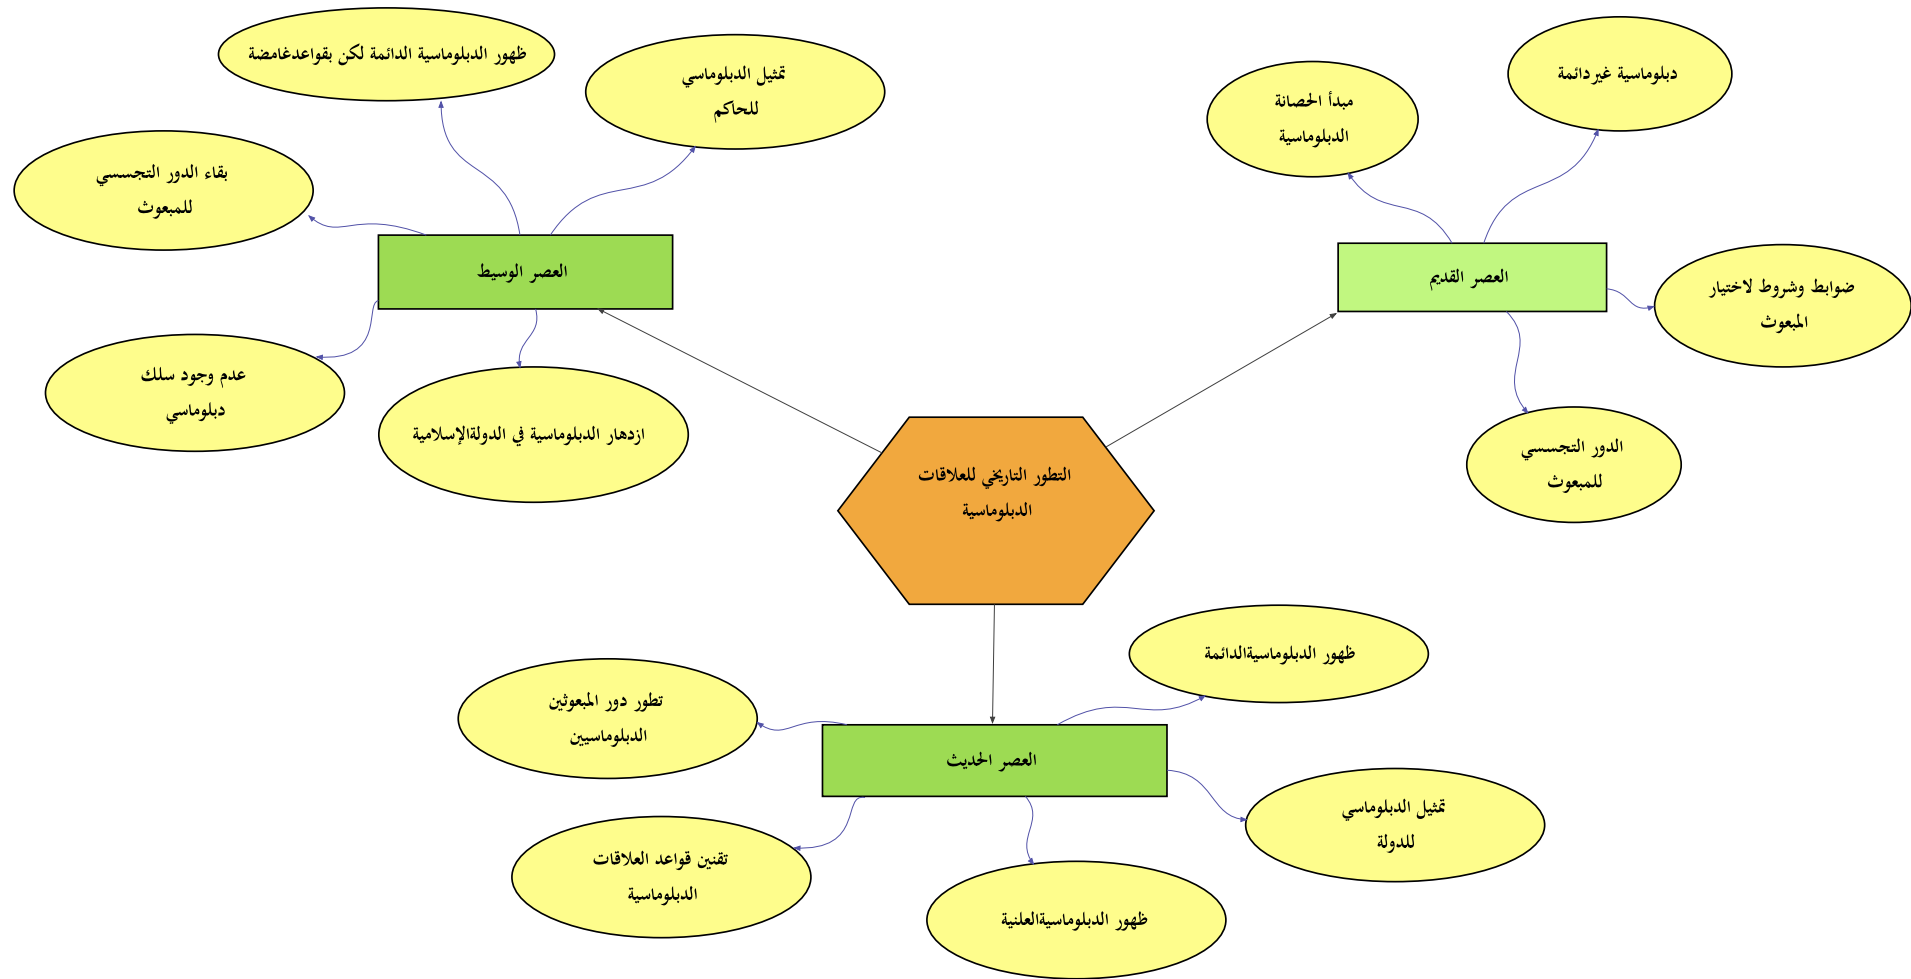 التطور التاريخي للعلاقات
الدبلوماسية
العصر القديم
دبلوماسية غيردائمة
مبدأ الحصانة
الدبلوماسية
ضوابط وشروط لاختيار
المبعوث
الدور التجسسي
للمبعوث
العصر الوسيط
تمثيل الدبلوماسي
للحاكم
ظهور الدبلوماسية الدائمة لكن بقواعدغامضة
بقاء الدور التجسسي
للمبعوث
عدم وجود سلك
دبلوماسي
ازدهار الدبلوماسية في الدولةالإسلامية
العصر الحديث
ظهور الدبلوماسيةالدائمة
تمثيل الدبلوماسي
للدولة
ظهور الدبلوماسيةالعلنية
تقنين قواعد العلاقات
الدبلوماسية
تطور دور المبعوثين
الدبلوماسيين